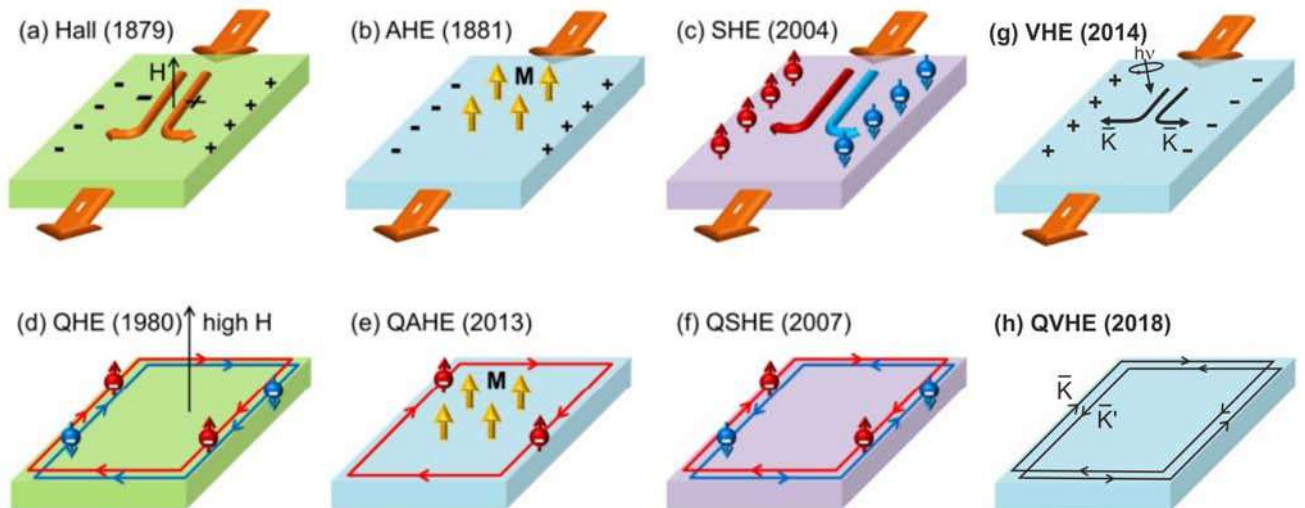 (a) Hall (1879)
(b) AHE (1881)
(c) SHE (2004)
(g) VHE (2014)
H
M
hν
- - - - - -
+ + + +
- - - -
+ + + +
+ + + +
- - - -
K̅ K̅
(d) QHE (1980) high H
(e) QAHE (2013)
(f) QSHE (2007)
(h) QVHE (2018)
M
K̅
K̅'